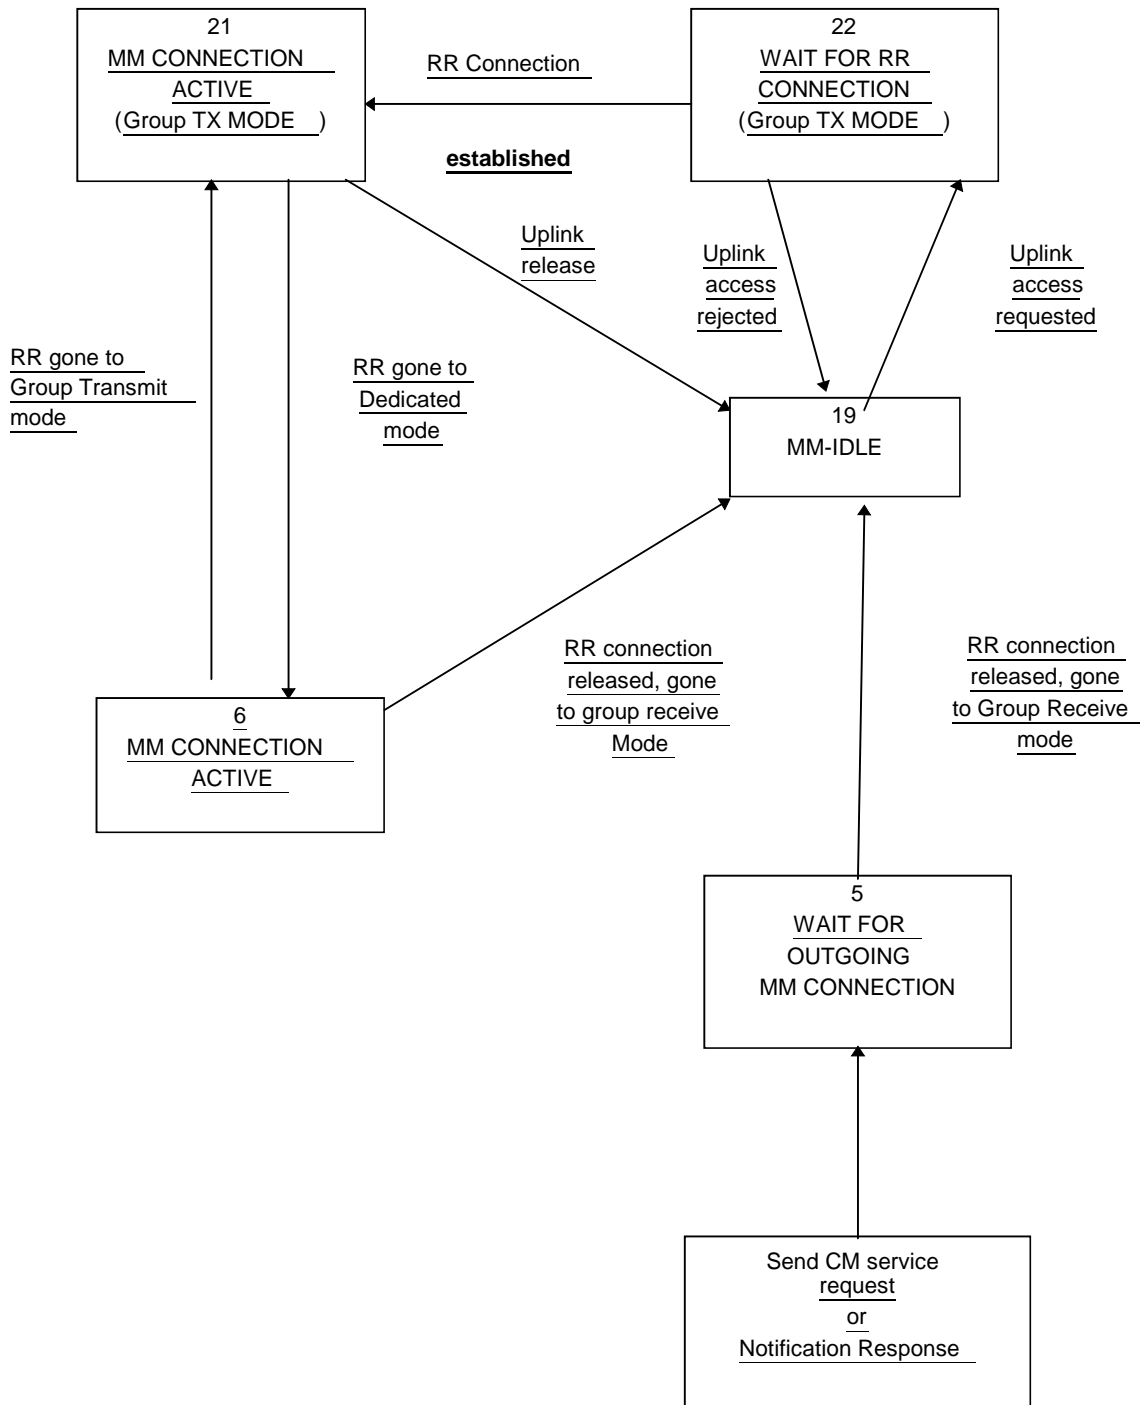 21
MM CONNECTION
ACTIVE
(Group TX MODE )
RR Connection
established
22
WAIT FOR RR
CONNECTION
(Group TX MODE )
Uplink
release
Uplink
access
rejected
Uplink
access
requested
RR gone to
Group Transmit
mode
RR gone to
Dedicated
mode
19
MM-IDLE
RR connection
released, gone
to group receive
Mode
RR connection
released, gone
to Group Receive
mode
6
MM CONNECTION
ACTIVE
5
WAIT FOR
OUTGOING
MM CONNECTION
Send CM service
request
or
Notification Response